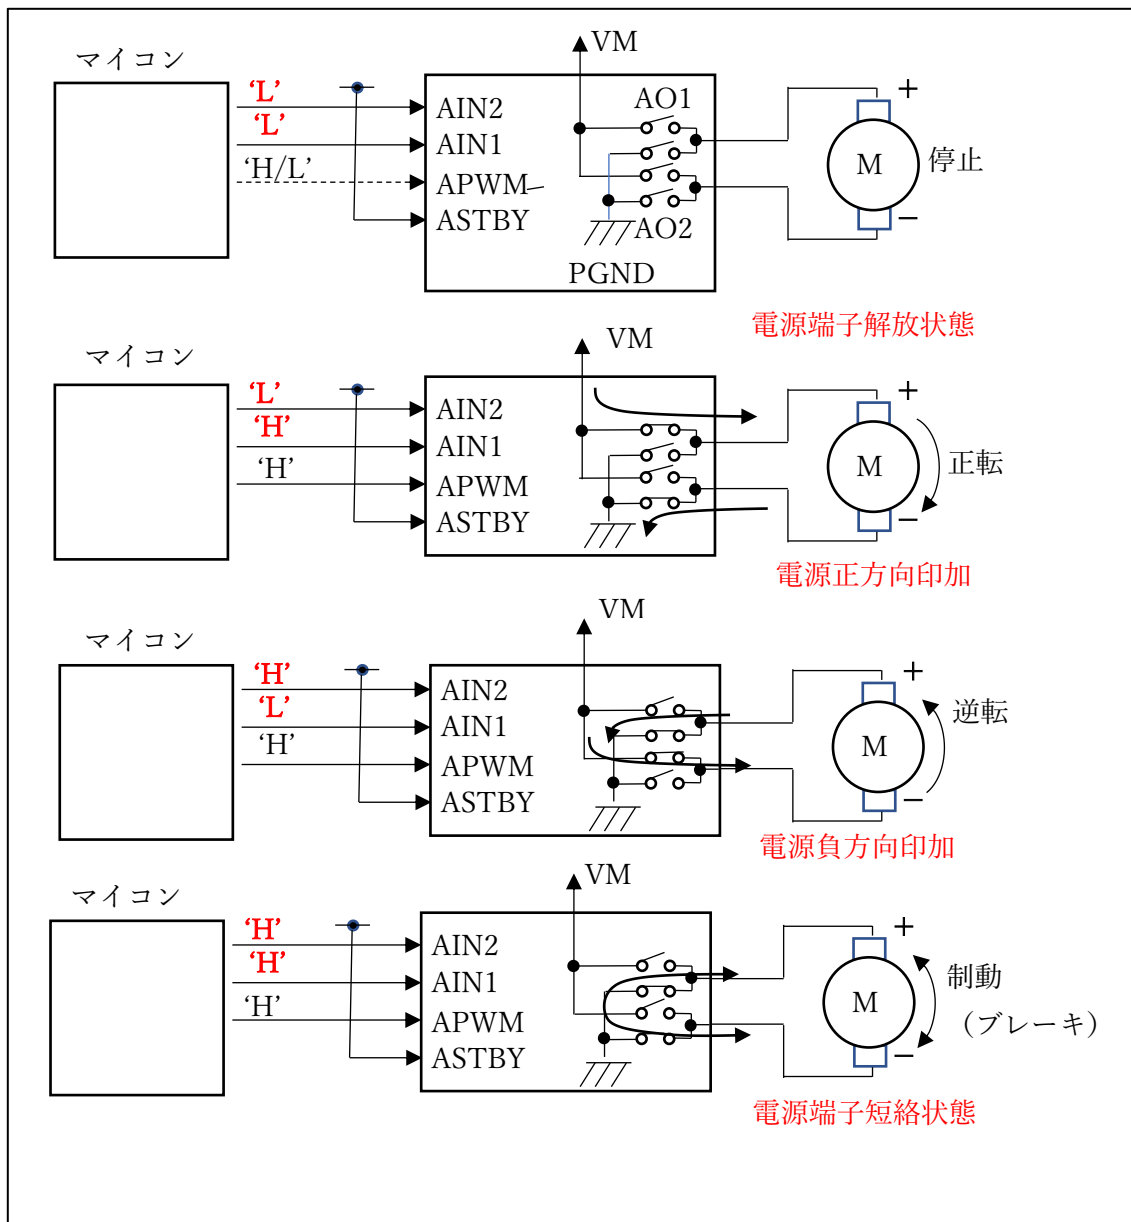 マイコン
VM
‘L’
‘L’
‘H/L’
AIN2
AIN1
APWM
ASTBY
AO1
AO2
PGND
+
M
停止
−
電源端子解放状態
マイコン
VM
‘L’
‘H’
‘H’
AIN2
AIN1
APWM
ASTBY
+
M
正転
−
電源正方向印加
マイコン
VM
‘H’
‘L’
‘H’
AIN2
AIN1
APWM
ASTBY
+
M
逆転
−
電源負方向印加
マイコン
VM
‘H’
‘H’
‘H’
AIN2
AIN1
APWM
ASTBY
+
M
制動
（ブレーキ）
−
電源端子短絡状態